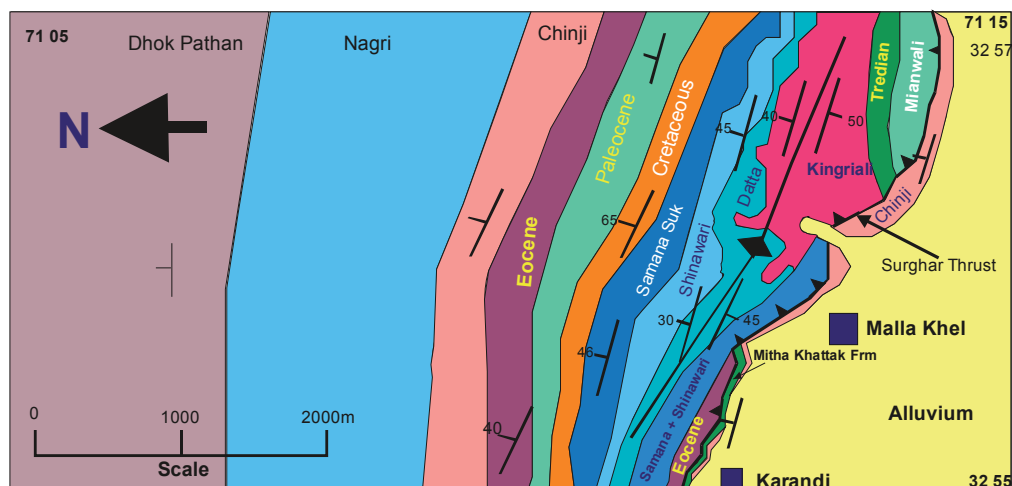 71 05
Dhok Pathan
Nagri
Chinji
71 15
32 57
N
Paleocene
Cretaceous
Tredian
Mianwali
45
40
50
Datta
Kingriali
Chinji
Eocene
65
Samana Suk
Shinawari
Surghar Thrust
30
45
Malla Khel
46
Mitha Khattak Frm
0
1000
2000m
Scale
40
Samana + Shinawari
Eocene
Alluvium
Karandi
32 55